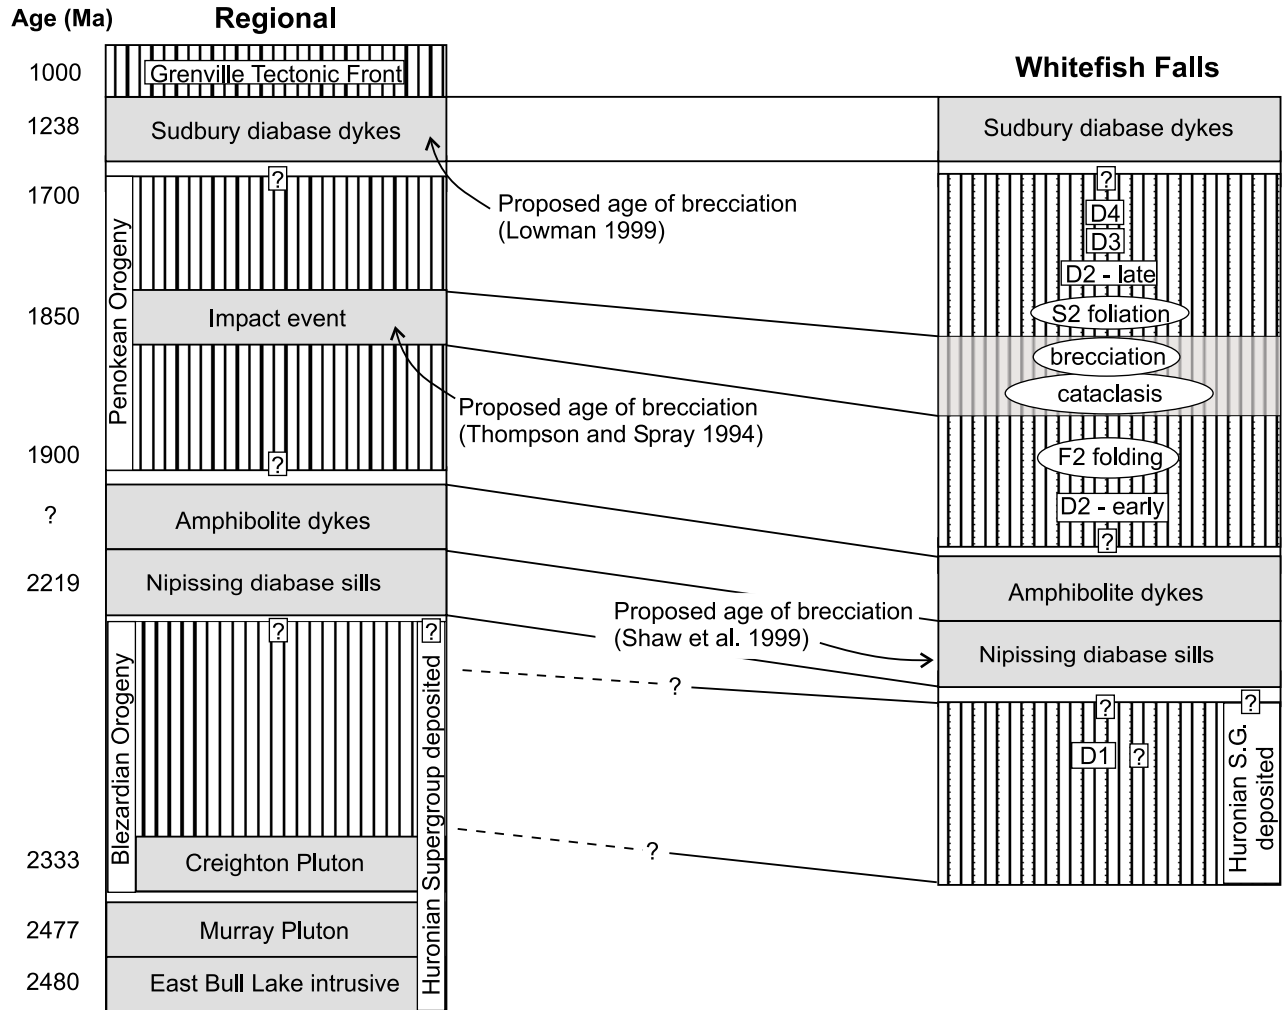 Age (Ma)
Regional
1000
Grenville Tectonic Front
Whitefish Falls
1238
Sudbury diabase dykes
Sudbury diabase dykes
?
?
1700
Proposed age of brecciation
(Lowman 1999)
D4
D3
D2 - late
Penokean Orogeny
1850
Impact event
S2 foliation
brecciation
cataclasis
Proposed age of brecciation
(Thompson and Spray 1994)
1900
?
F2 folding
D2 - early
?
?
Amphibolite dykes
Amphibolite dykes
2219
Nipissing diabase sills
Proposed age of brecciation
(Shaw et al. 1999)
Nipissing diabase sills
?
?
?
?
?
Blezardian Orogeny
Huronian Supergroup deposited
D1
?
Huronian S.G.
deposited
?
2333
Creighton Pluton
2477
Murray Pluton
2480
East Bull Lake intrusive